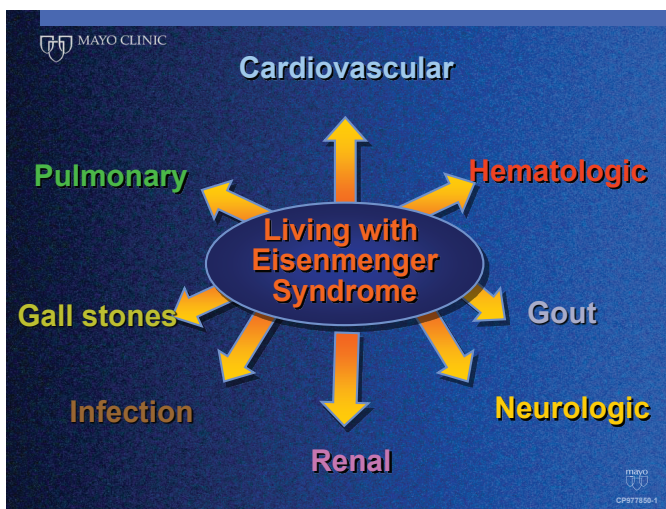 MAYO CLINIC
Cardiovascular
Pulmonary
Hematologic
Living with
Eisenmenger
Syndrome
Gall stones
Gout
Infection
Neurologic
Renal
mayo
CP977850-1